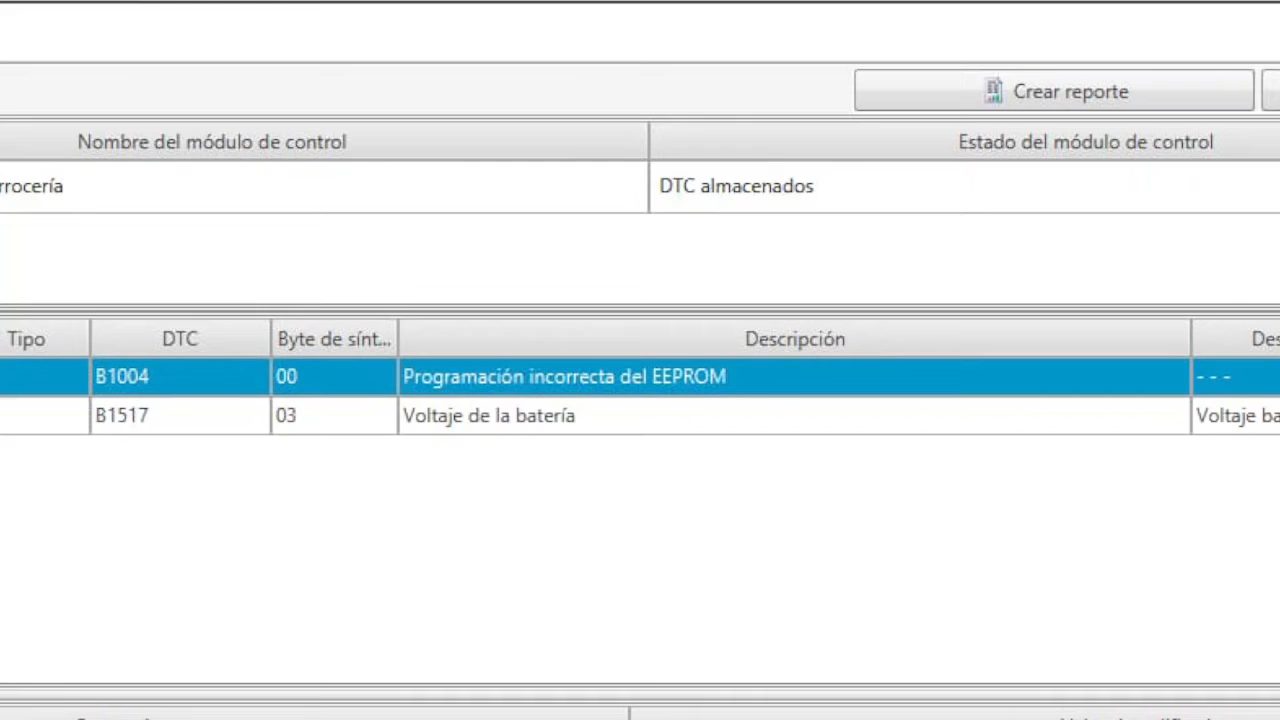 Crear reporte
Nombre del módulo de control Estado del módulo de control
rrocería DTC almacenados
Tipo DTC Byte de sínt... Descripción Des
B1004 00 Programación incorrecta del EEPROM - - -
B1517 03 Voltaje de la batería Voltaje ba